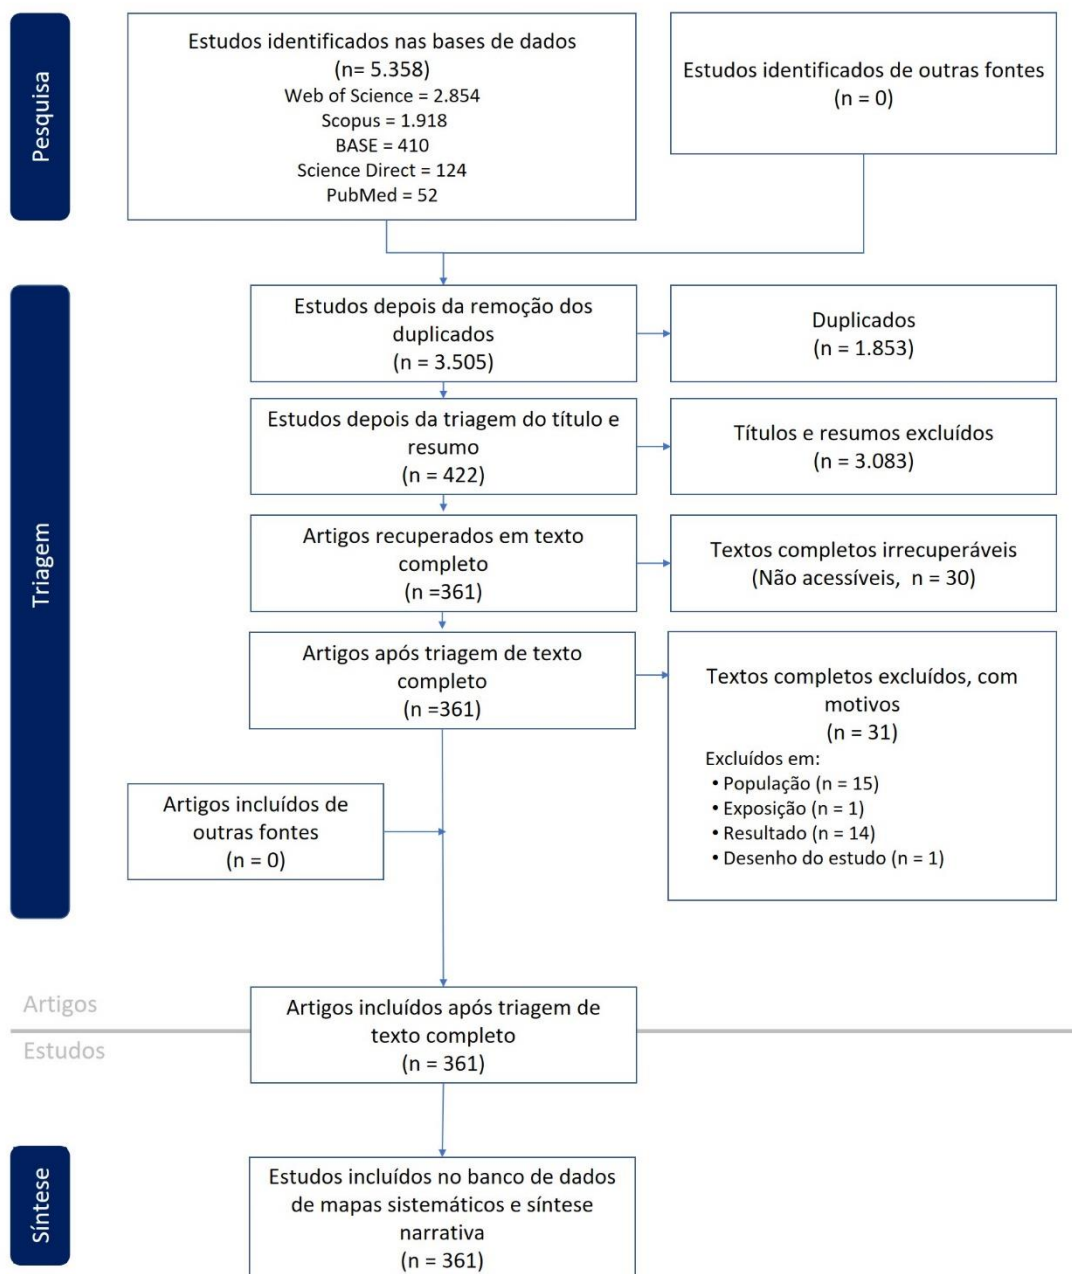 Pesquisa
Estudos identificados nas bases de dados
(n= 5.358)
Web of Science = 2.854
Scopus = 1.918
BASE = 410
Science Direct = 124
PubMed = 52
Estudos identificados de outras fontes
(n = 0)
Triagem
Estudos depois da remoção dos
duplicados
(n = 3.505)
Duplicados
(n = 1.853)
Estudos depois da triagem do título e
resumo
(n = 422)
Títulos e resumos excluídos
(n = 3.083)
Artigos recuperados em texto
completo
(n =361)
Textos completos irrecuperáveis
(Não acessíveis, n = 30)
Artigos após triagem de texto
completo
(n =361)
Textos completos excluídos, com
motivos
(n = 31)
Excluídos em:
• População (n = 15)
• Exposição (n = 1)
• Resultado (n = 14)
• Desenho do estudo (n = 1)
Artigos incluídos de
outras fontes
(n = 0)
Artigos
Estudos
Artigos incluídos após triagem de
texto completo
(n = 361)
Síntese
Estudos incluídos no banco de dados
de mapas sistemáticos e síntese
narrativa
(n = 361)